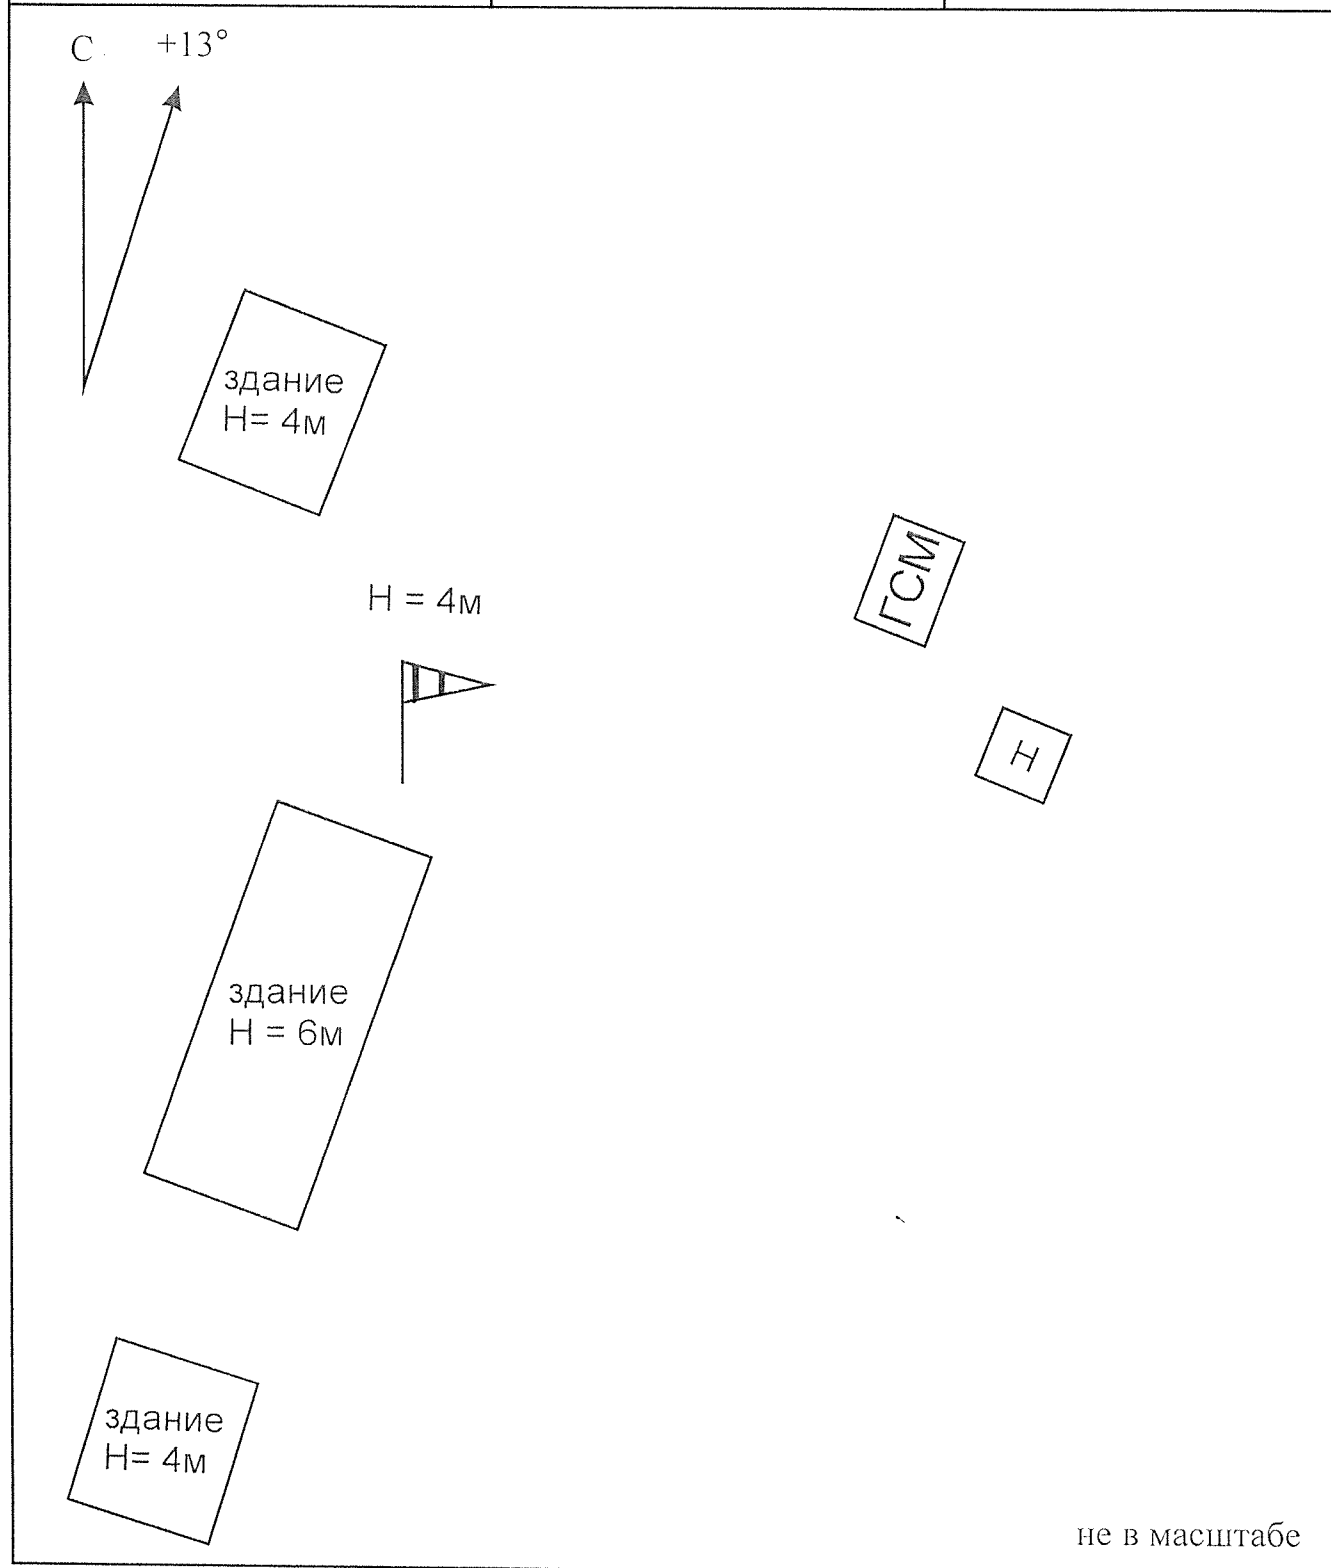 С +13°
здание
H= 4м
ГСМ
H = 4м
H
здание
H = 6м
здание
H= 4м
не в масштабе